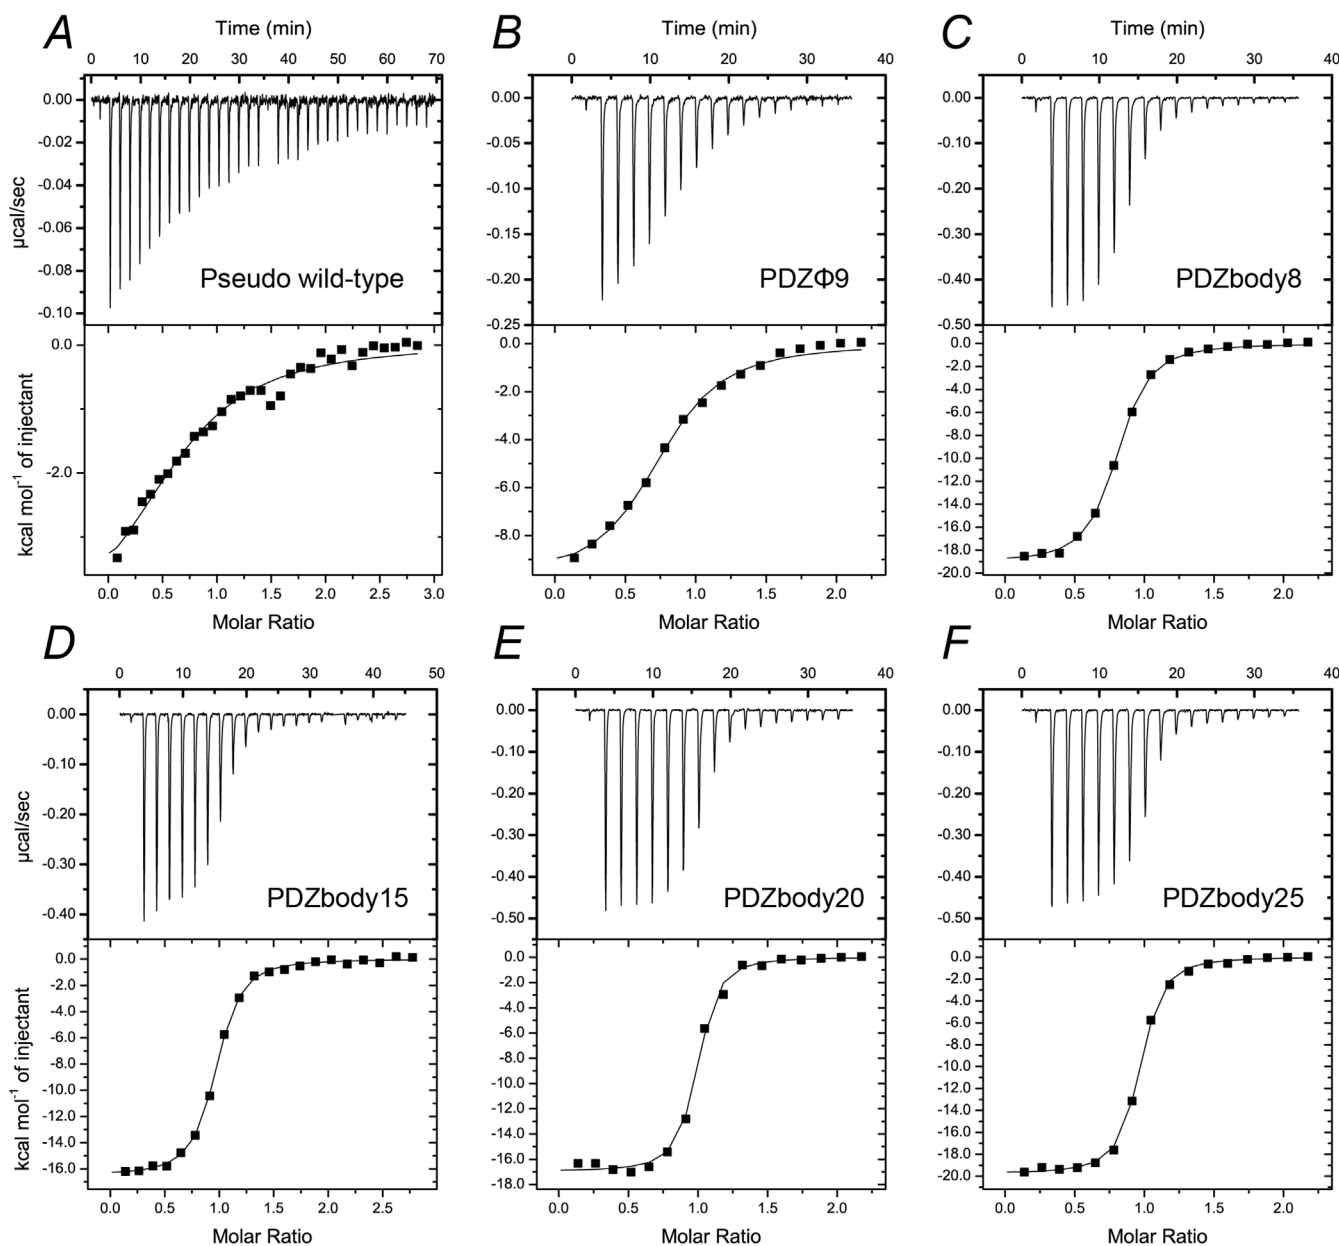 A
Time (min)
0 10 20 30 40 50 60 70
0.00
-0.02
-0.04
-0.06
-0.08
-0.10
µcal/sec
Pseudo wild-type
0.0
-2.0
kcal mol-1 of injectant
0.0 0.5 1.0 1.5 2.0 2.5 3.0
Molar Ratio
B
Time (min)
0 10 20 30 40
0.00
-0.05
-0.10
-0.15
-0.20
-0.25
PDZΦ9
0.0
-2.0
-4.0
-6.0
-8.0
0.0 0.5 1.0 1.5 2.0
Molar Ratio
C
Time (min)
0 10 20 30 40
0.00
-0.10
-0.20
-0.30
-0.40
-0.50
PDZbody8
0.0
-2.0
-4.0
-6.0
-8.0
-10.0
-12.0
-14.0
-16.0
-18.0
-20.0
0.0 0.5 1.0 1.5 2.0
Molar Ratio
D
0 10 20 30 40 50
0.00
-0.10
-0.20
-0.30
-0.40
µcal/sec
PDZbody15
0.0
-2.0
-4.0
-6.0
-8.0
-10.0
-12.0
-14.0
-16.0
kcal mol-1 of injectant
0.0 0.5 1.0 1.5 2.0 2.5
Molar Ratio
E
0 10 20 30 40
0.00
-0.10
-0.20
-0.30
-0.40
-0.50
PDZbody20
0.0
-2.0
-4.0
-6.0
-8.0
-10.0
-12.0
-14.0
-16.0
-18.0
0.0 0.5 1.0 1.5 2.0
Molar Ratio
F
0 10 20 30 40
0.00
-0.10
-0.20
-0.30
-0.40
-0.50
PDZbody25
0.0
-2.0
-4.0
-6.0
-8.0
-10.0
-12.0
-14.0
-16.0
-18.0
-20.0
0.0 0.5 1.0 1.5 2.0
Molar Ratio